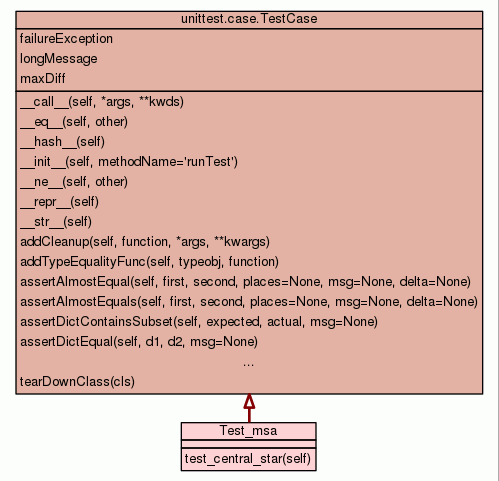 unittest.case.TestCase
failureException
longMessage
maxDiff
__call__(self, *args, **kwds)
__eq__(self, other)
__hash__(self)
__init__(self, methodName='runTest')
__ne__(self, other)
__repr__(self)
__str__(self)
addCleanup(self, function, *args, **kwargs)
addTypeEqualityFunc(self, typeobj, function)
assertAlmostEqual(self, first, second, places=None, msg=None, delta=None)
assertAlmostEquals(self, first, second, places=None, msg=None, delta=None)
assertDictContainsSubset(self, expected, actual, msg=None)
assertDictEqual(self, d1, d2, msg=None)
...
tearDownClass(cls)
Test_msa
test_central_star(self)